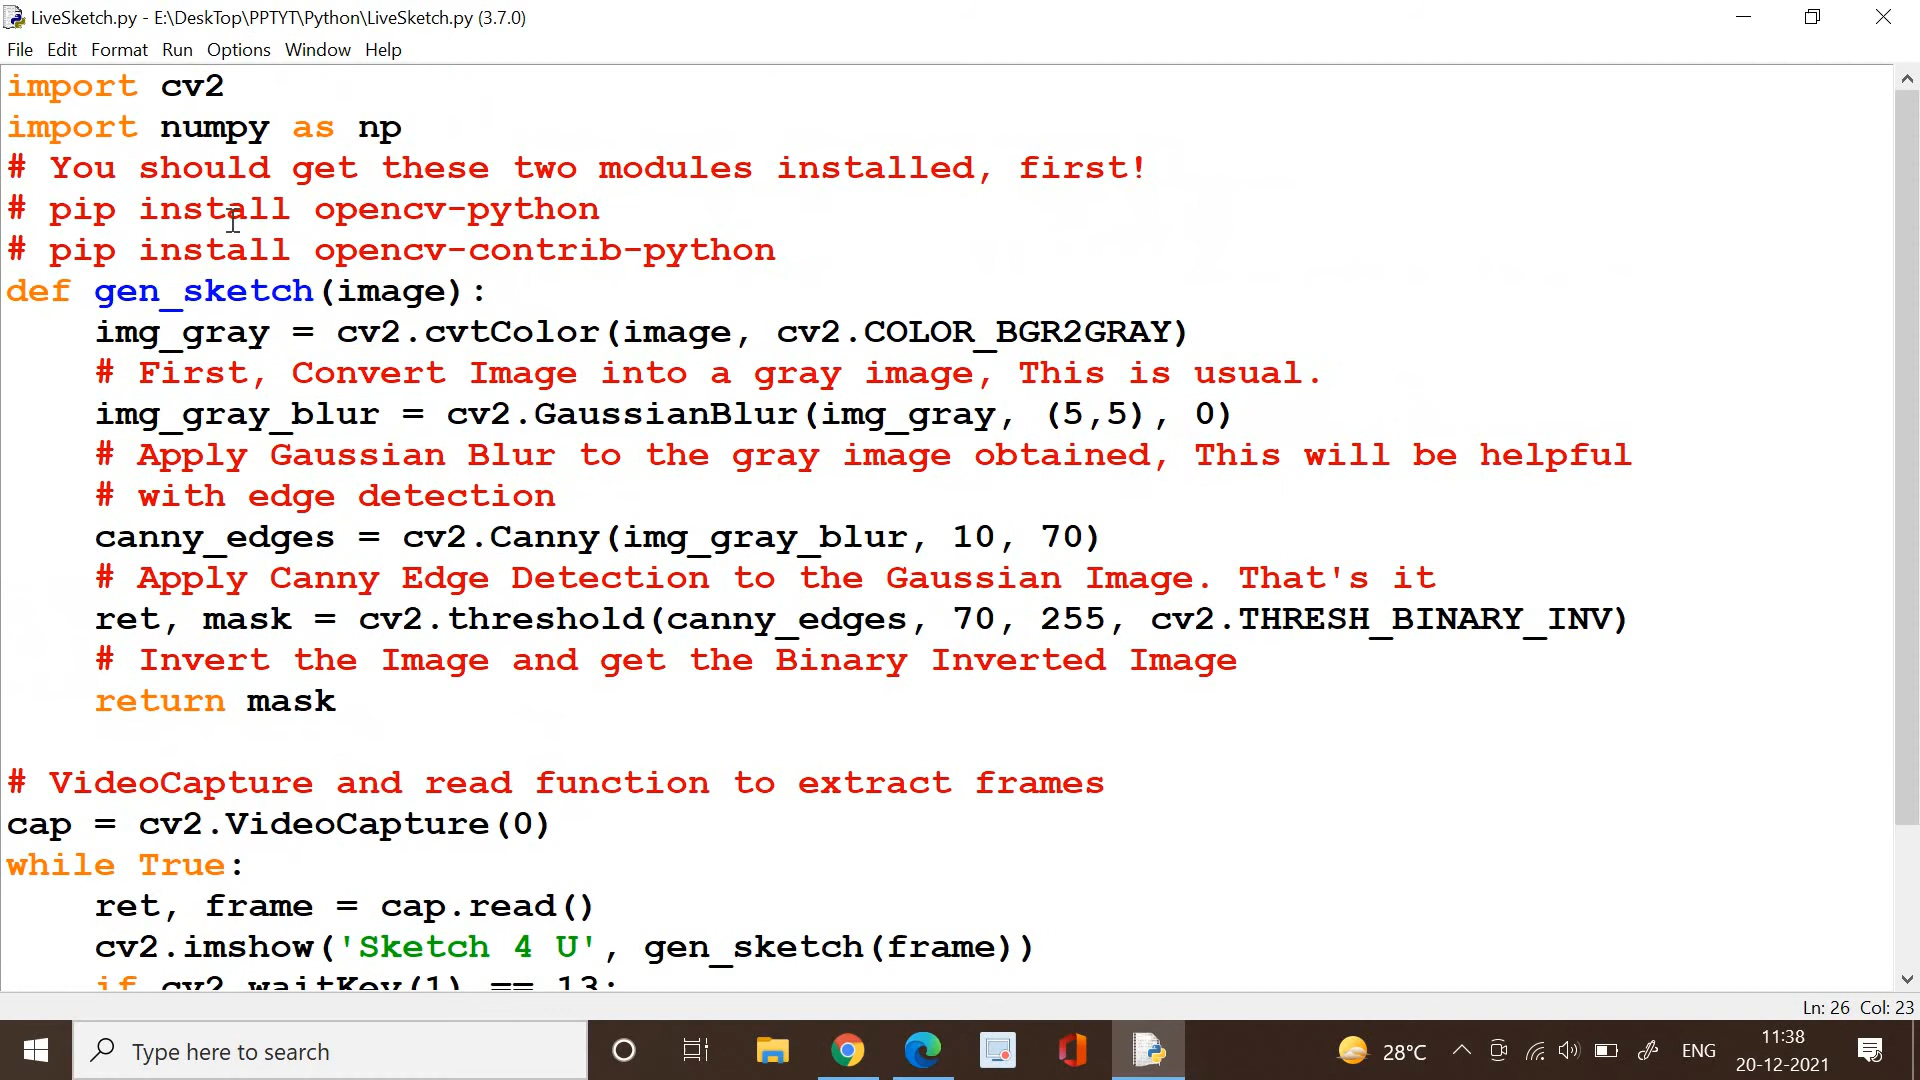 LiveSketch.py - E:\DeskTop\PPTYT\Python\LiveSketch.py (3.7.0)
File Edit Format Run Options Window Help
import cv2
import numpy as np
# You should get these two modules installed, first!
# pip install opencv-python
# pip install opencv-contrib-python
def gen_sketch(image):
    img_gray = cv2.cvtColor(image, cv2.COLOR_BGR2GRAY)
    # First, Convert Image into a gray image, This is usual.
    img_gray_blur = cv2.GaussianBlur(img_gray, (5,5), 0)
    # Apply Gaussian Blur to the gray image obtained, This will be helpful
    # with edge detection
    canny_edges = cv2.Canny(img_gray_blur, 10, 70)
    # Apply Canny Edge Detection to the Gaussian Image. That's it
    ret, mask = cv2.threshold(canny_edges, 70, 255, cv2.THRESH_BINARY_INV)
    # Invert the Image and get the Binary Inverted Image
    return mask
# VideoCapture and read function to extract frames
cap = cv2.VideoCapture(0)
while True:
    ret, frame = cap.read()
    cv2.imshow('Sketch 4 U', gen_sketch(frame))
    if cv2.waitKey(1) == 13:
Ln: 26 Col: 23
Type here to search
28°C
ENG
11:38
20-12-2021